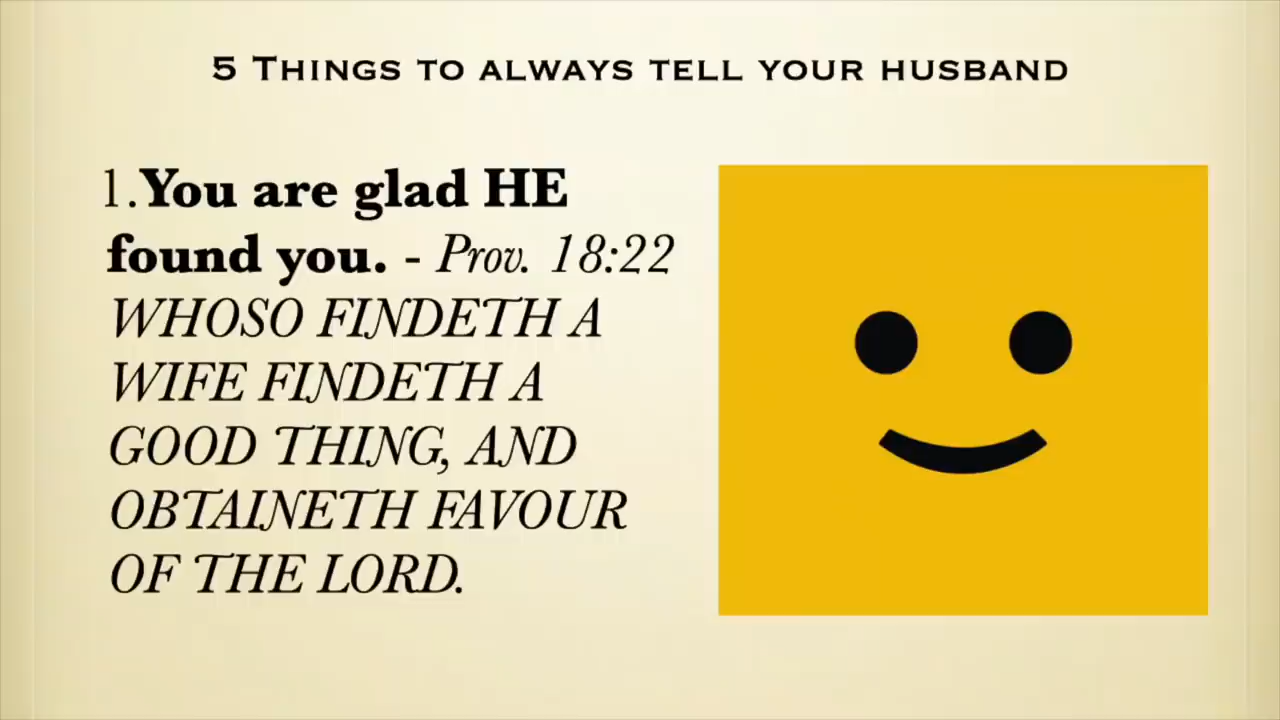 5 Things to always tell your husband
1.You are glad HE
found you. - Prov. 18:22
WHOSO FINDETH A
WIFE FINDETH A
GOOD THING, AND
OBTAINETH FAVOUR
OF THE LORD.